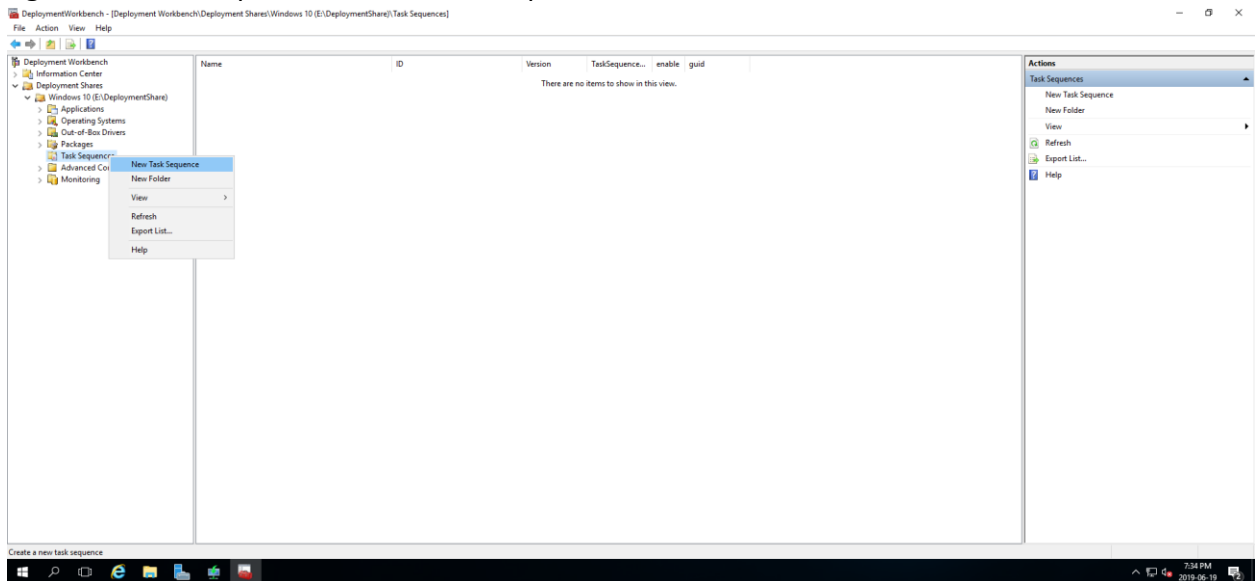 DeploymentWorkbench - [Deployment Workbench\Deployment Shares\Windows 10 (E:\DeploymentShare)\Task Sequences]
File Action View Help
Deployment Workbench
Information Center
Deployment Shares
Windows 10 (E:\DeploymentShare)
Applications
Operating Systems
Out-of-Box Drivers
Packages
Task Sequences
Advanced Co
Monitoring
New Task Sequence
New Folder
View
Refresh
Export List...
Help
Name ID Version TaskSequence... enable guid
There are no items to show in this view.
Actions
Task Sequences
New Task Sequence
New Folder
View
Refresh
Export List...
Help
Create a new task sequence
7:34 PM
2019-06-19